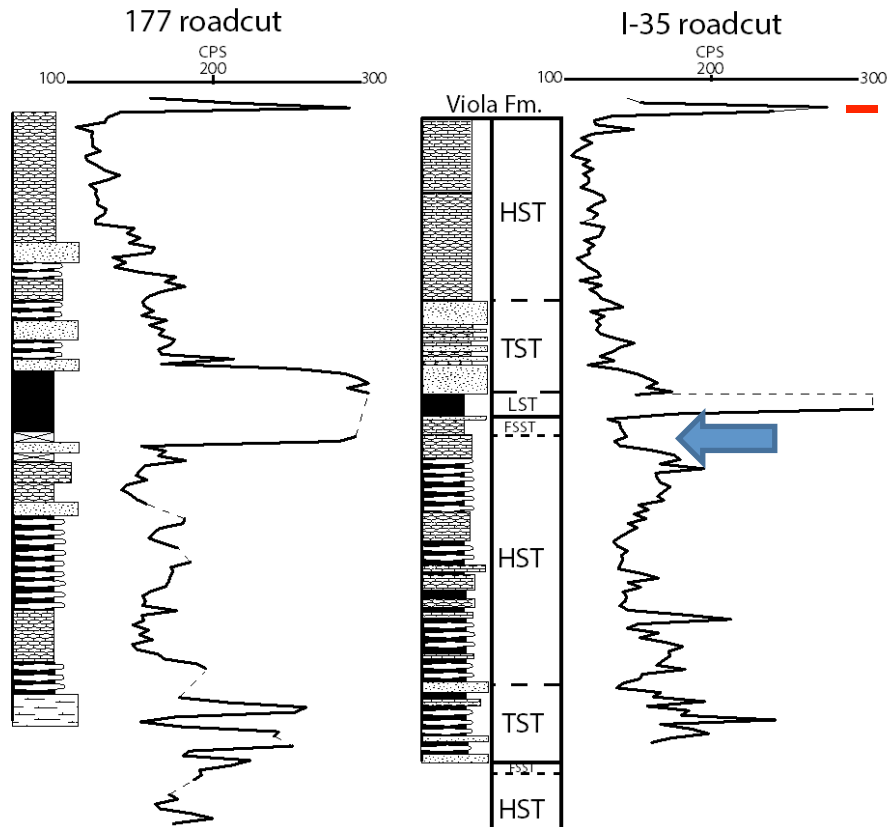 177 roadcut
I-35 roadcut
CPS
CPS
100 200 300
100 200 300
Viola Fm.
HST
TST
LST
FSST
HST
TST
FSST
HST